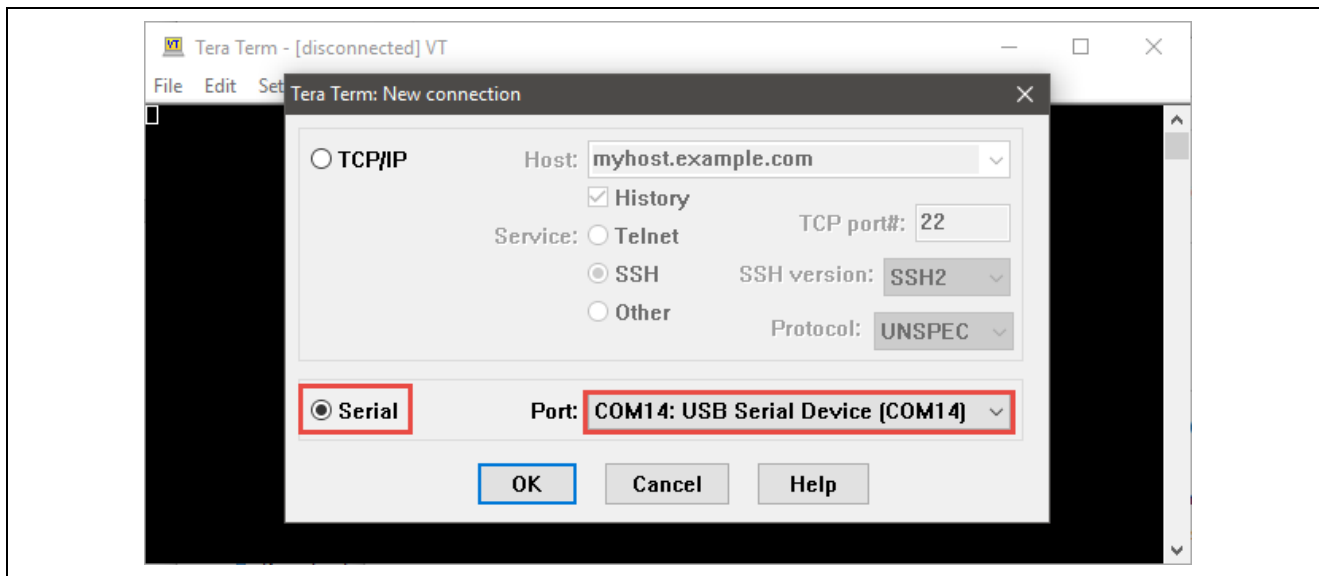 VT Tera Term - [disconnected] VT
File Edit Set
Tera Term: New connection
TCP/IP Host: myhost.example.com
History
Service: Telnet TCP port#: 22
SSH SSH version: SSH2
Other Protocol: UNSPEC
Serial Port: COM14: USB Serial Device (COM14)
OK Cancel Help